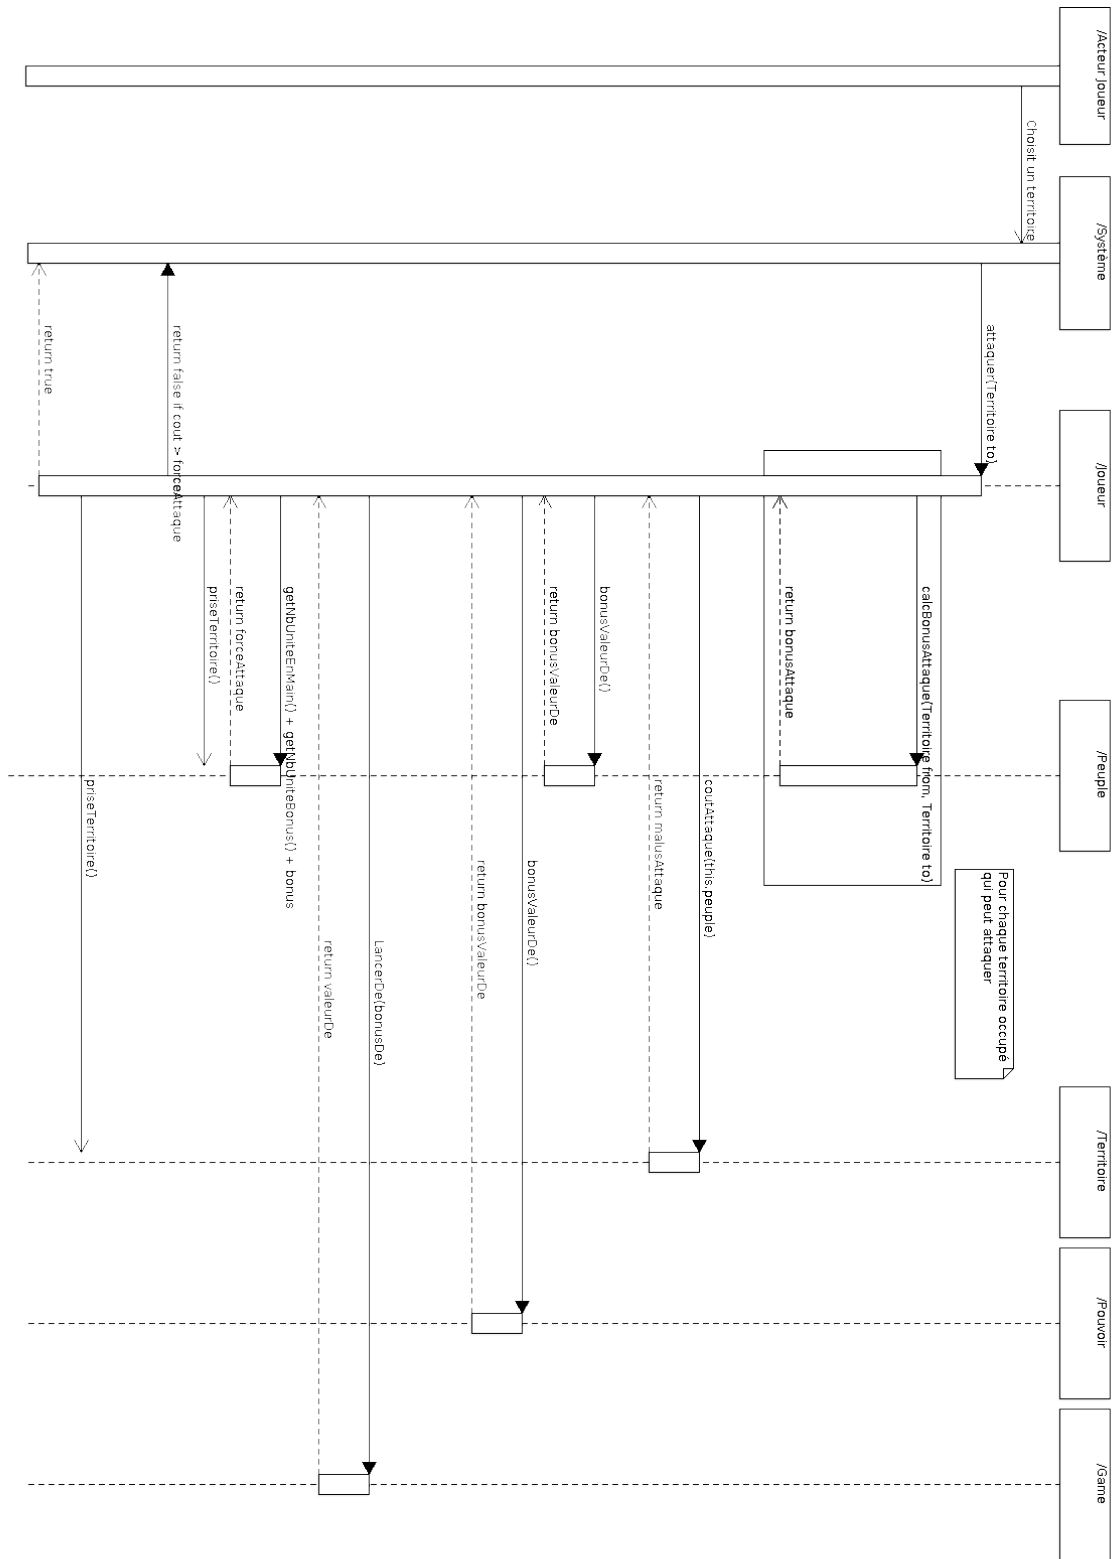 /Acteur Joueur
/Système
/Joueur
/Peuple
/Territoire
/Pouvoir
/Game
Choisit un territoire
attaquer(Territoire to)
Pour chaque territoire occupé
qui peut attaquer
calcBonusAttaque(Territoire from, Territoire to)
return bonusAttaque
coutAttaque(this,peuple)
return malusAttaque
bonusValeurDe()
return bonusValeurDe
bonusValeurDe()
return bonusValeurDe
LancerDe(bonusDe)
return valeurDe
getNbUniteEnMain() + getNbUniteBonus() + bonus
return forceAttaque
priseTerritoire()
return false if cout > forceAttaque
priseTerritoire()
return true